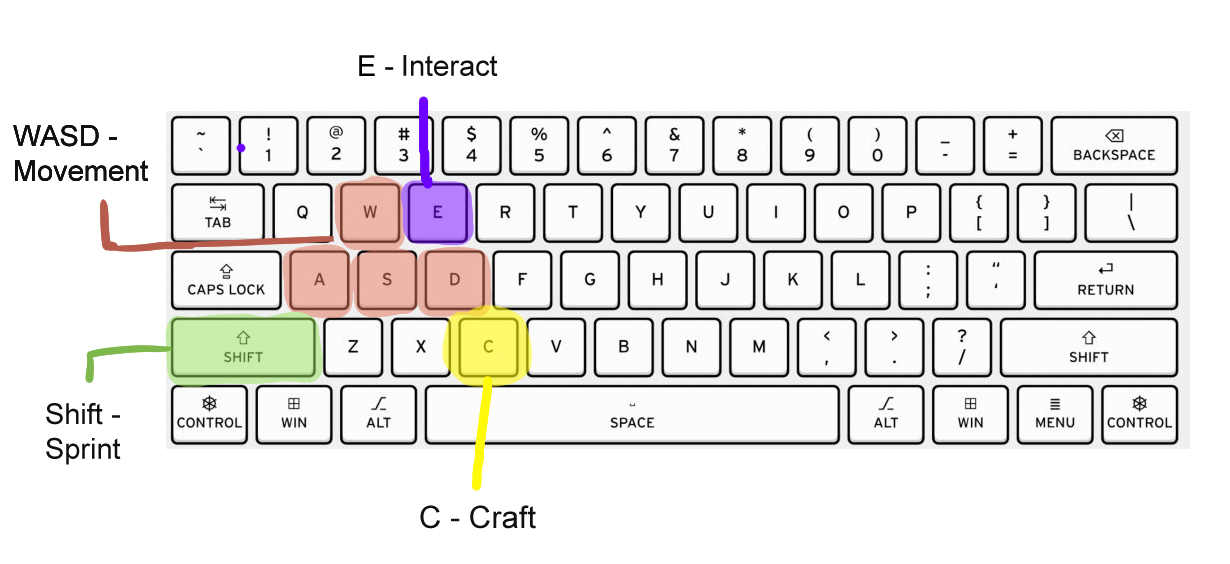 E - Interact
WASD -
Movement
~ ! @ # $ % ^ & * ( ) _ +
` 1 2 3 4 5 6 7 8 9 0 - = BACKSPACE
TAB Q W E R T Y U I O P { [ } ] | \
CAPS LOCK A S D F G H J K L : ; “ ‘ RETURN
SHIFT Z X C V B N M < , > . ? / SHIFT
CONTROL WIN ALT SPACE ALT WIN MENU CONTROL
Shift -
Sprint
C - Craft